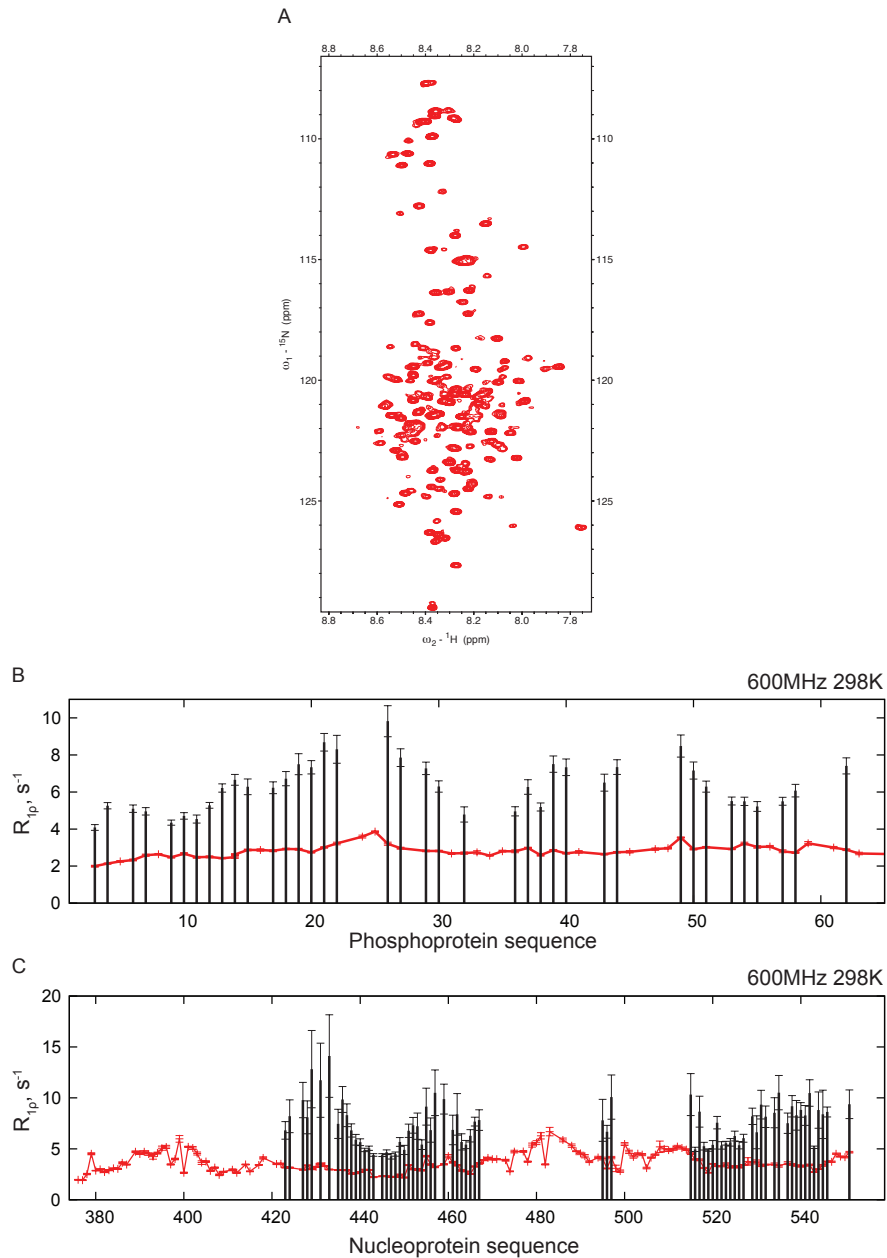 A
8.8 8.6 8.4 8.2 8.0 7.8
110 110
115 115
120 120
125 125
ω₁ - ¹⁵N (ppm)
8.8 8.6 8.4 8.2 8.0 7.8
ω₂ - ¹H (ppm)
B
600MHz 298K
10
8
6
4
2
0
R₁ρ, s⁻¹
10 20 30 40 50 60
Phosphoprotein sequence
C
600MHz 298K
20
15
10
5
0
R₁ρ, s⁻¹
380 400 420 440 460 480 500 520 540
Nucleoprotein sequence